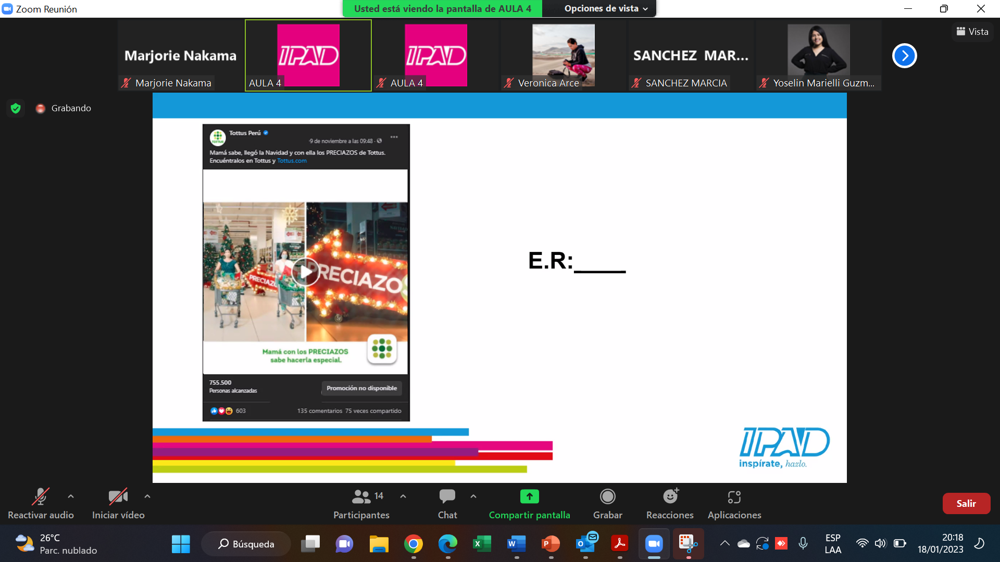 Zoom Reunión
Usted está viendo la pantalla de AULA 4
Opciones de vista
Vista
Marjorie Nakama
Marjorie Nakama
IPAD
AULA 4
IPAD
AULA 4
Veronica Arce
SANCHEZ MAR...
SANCHEZ MARCIA
Yoselin Marielli Guzm...
Grabando
Tottus Perú
9 de noviembre a las 09:48 ·
Mamá sabe, llegó la Navidad y con ella los PRECIAZOS de Tottus.
Encuéntralos en Tottus y Tottus.com
TOTTUS
PRECIAZO
PRECIAZO
Mamá con los PRECIAZOS
sabe hacerla especial.
755.500
Personas alcanzadas
Promoción no disponible
603
135 comentarios 75 veces compartido
E.R:____
IPAD
inspírate, hazlo.
Reactivar audio
Iniciar vídeo
14
Participantes
Chat
Compartir pantalla
Grabar
Reacciones
Aplicaciones
Salir
26°C
Parc. nublado
Búsqueda
ESP
LAA
20:18
18/01/2023